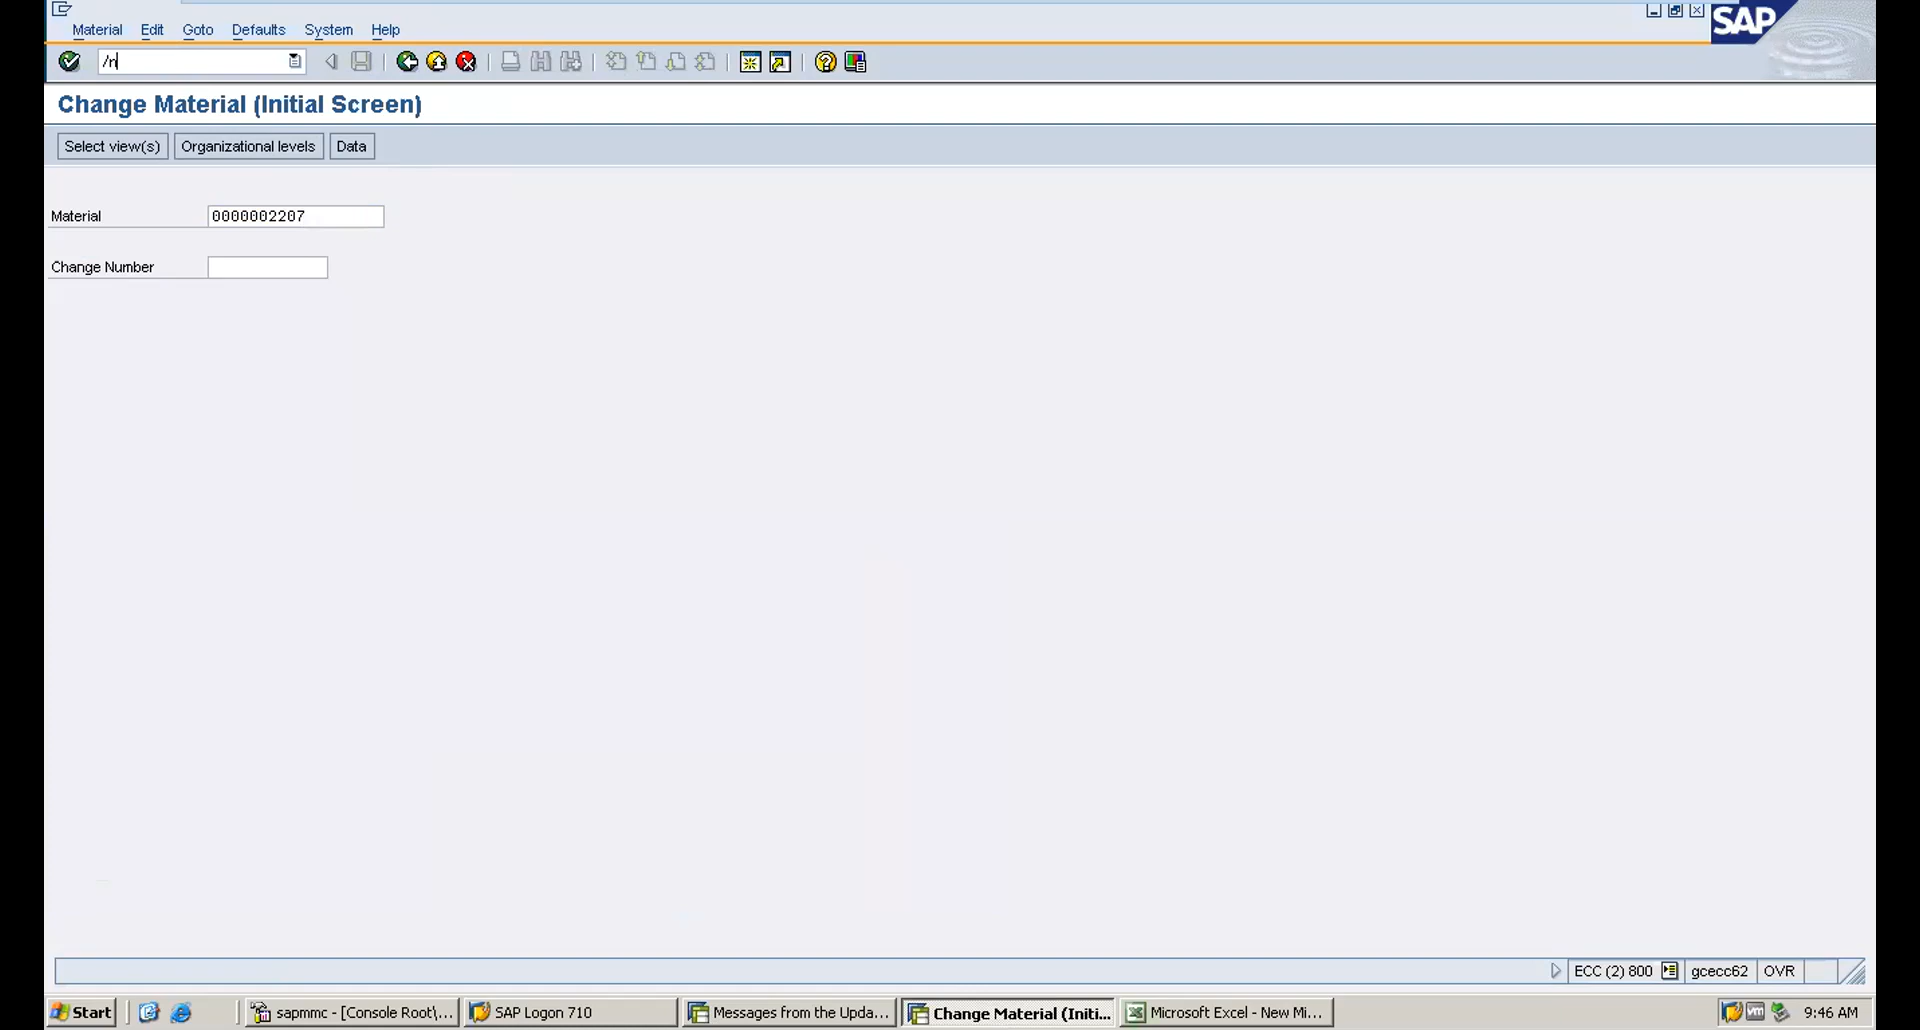 Material Edit Goto Defaults System Help
SAP
/n
Change Material (Initial Screen)
Select view(s) Organizational levels Data
Material 0000002207
Change Number
ECC (2) 800 gcecc62 OVR
Start sapmmc - [Console Root\... SAP Logon 710 Messages from the Upda... Change Material (Initi... Microsoft Excel - New Mi... 9:46 AM